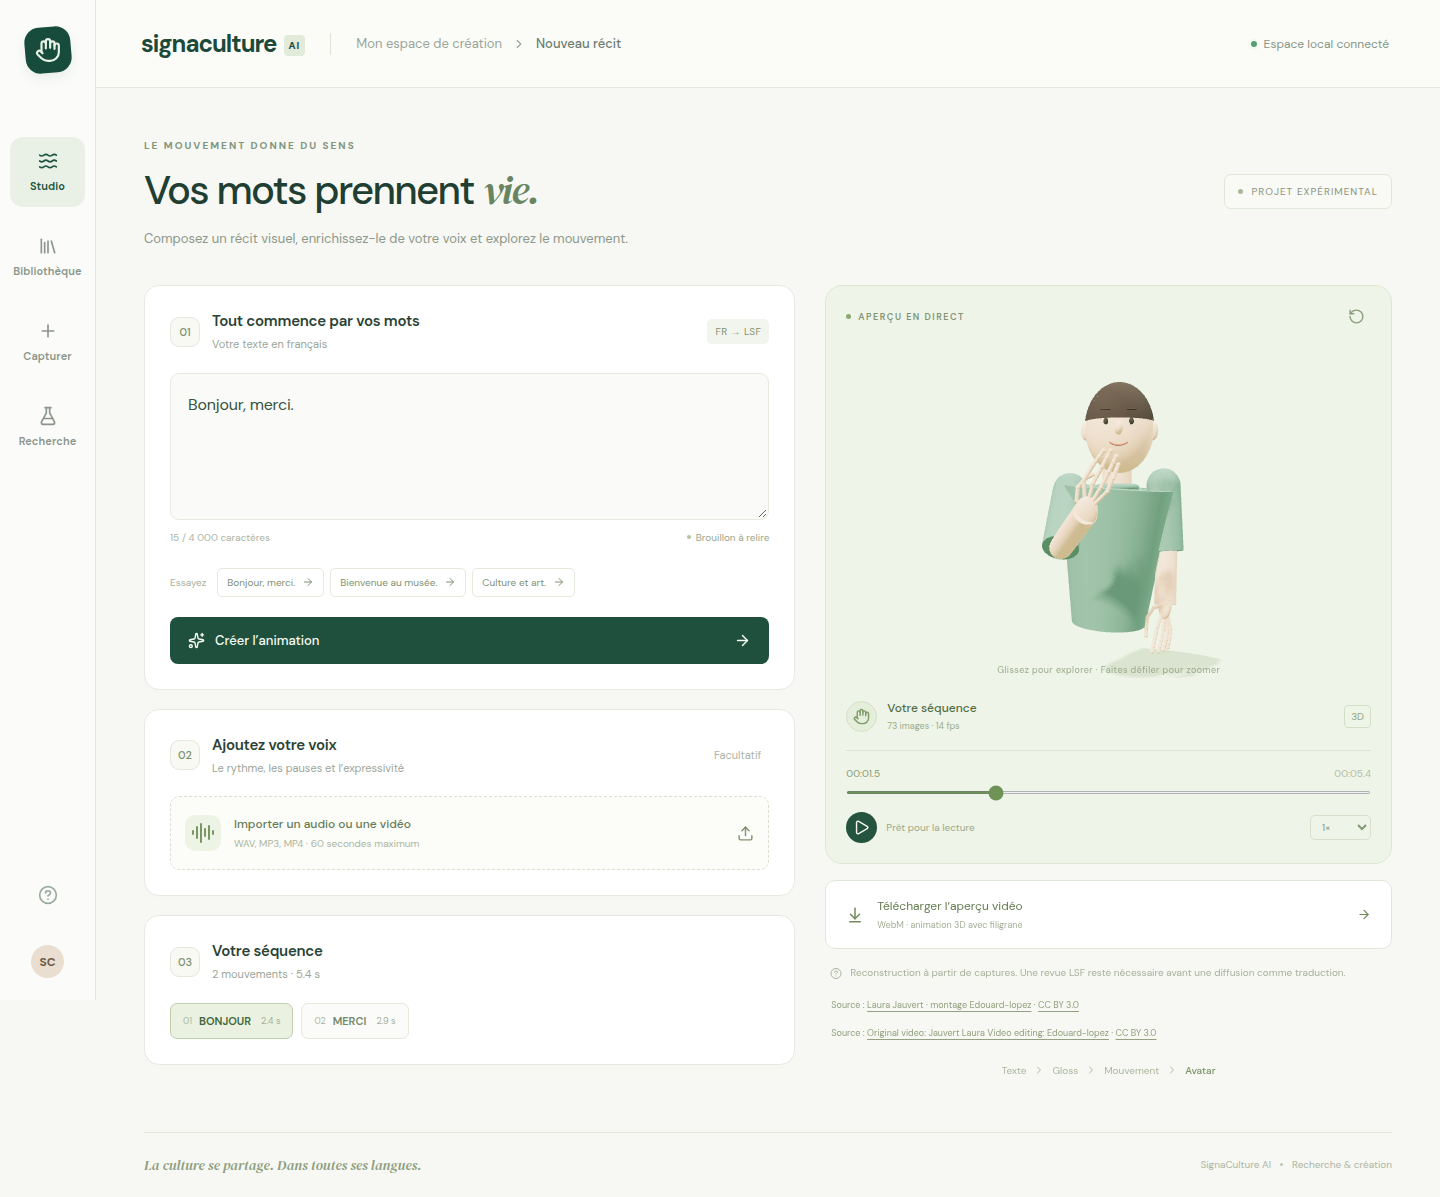 signaculture AI
Mon espace de création > Nouveau récit
Espace local connecté
Studio
Bibliothèque
Capturer
Recherche
SC
LE MOUVEMENT DONNE DU SENS
Vos mots prennent vie.
PROJET EXPÉRIMENTAL
Composez un récit visuel, enrichissez-le de votre voix et explorez le mouvement.
01
Tout commence par vos mots
Votre texte en français
FR → LSF
Bonjour, merci.
15 / 4 000 caractères
Brouillon à relire
Essayez
Bonjour, merci. →
Bienvenue au musée. →
Culture et art. →
Créer l’animation →
02
Ajoutez votre voix
Le rythme, les pauses et l’expressivité
Facultatif
Importer un audio ou une vidéo
WAV, MP3, MP4 · 60 secondes maximum
03
Votre séquence
2 mouvements · 5.4 s
01 BONJOUR 2.4 s
02 MERCI 2.9 s
APERÇU EN DIRECT
Glissez pour explorer · Faites défiler pour zoomer
Votre séquence
73 images · 14 fps
3D
00:01.5
00:05.4
Prêt pour la lecture
1×
Télécharger l’aperçu vidéo
WebM · animation 3D avec filigrane
Reconstruction à partir de captures. Une revue LSF reste nécessaire avant une diffusion comme traduction.
Source : Laura Jauvert · montage Edouard-lopez · CC BY 3.0
Source : Original video: Jauvert Laura Video editing: Edouard-lopez · CC BY 3.0
Texte > Gloss > Mouvement > Avatar
La culture se partage. Dans toutes ses langues.
SignaCulture AI • Recherche & création